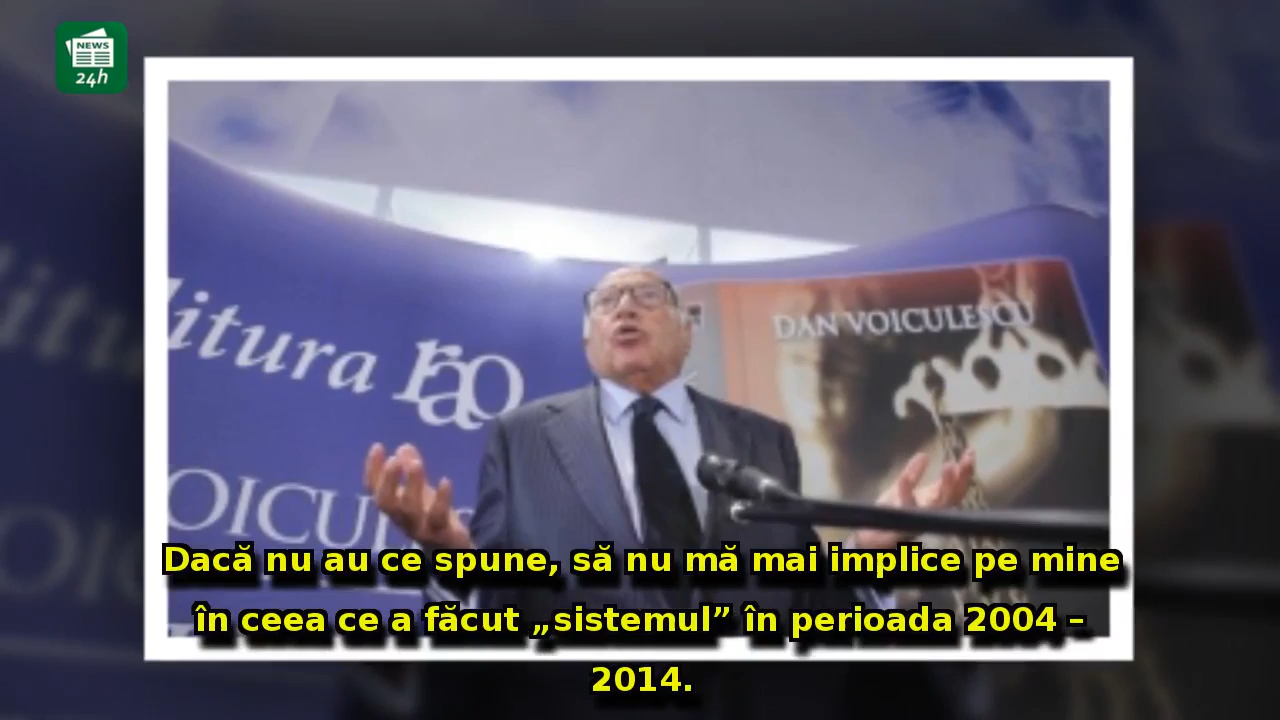 NEWS
24h
litura rao
DAN VOICULESCU
OICUL
Dacă nu au ce spune, să nu mă mai implice pe mine
în ceea ce a făcut „sistemul” în perioada 2004 –
2014.